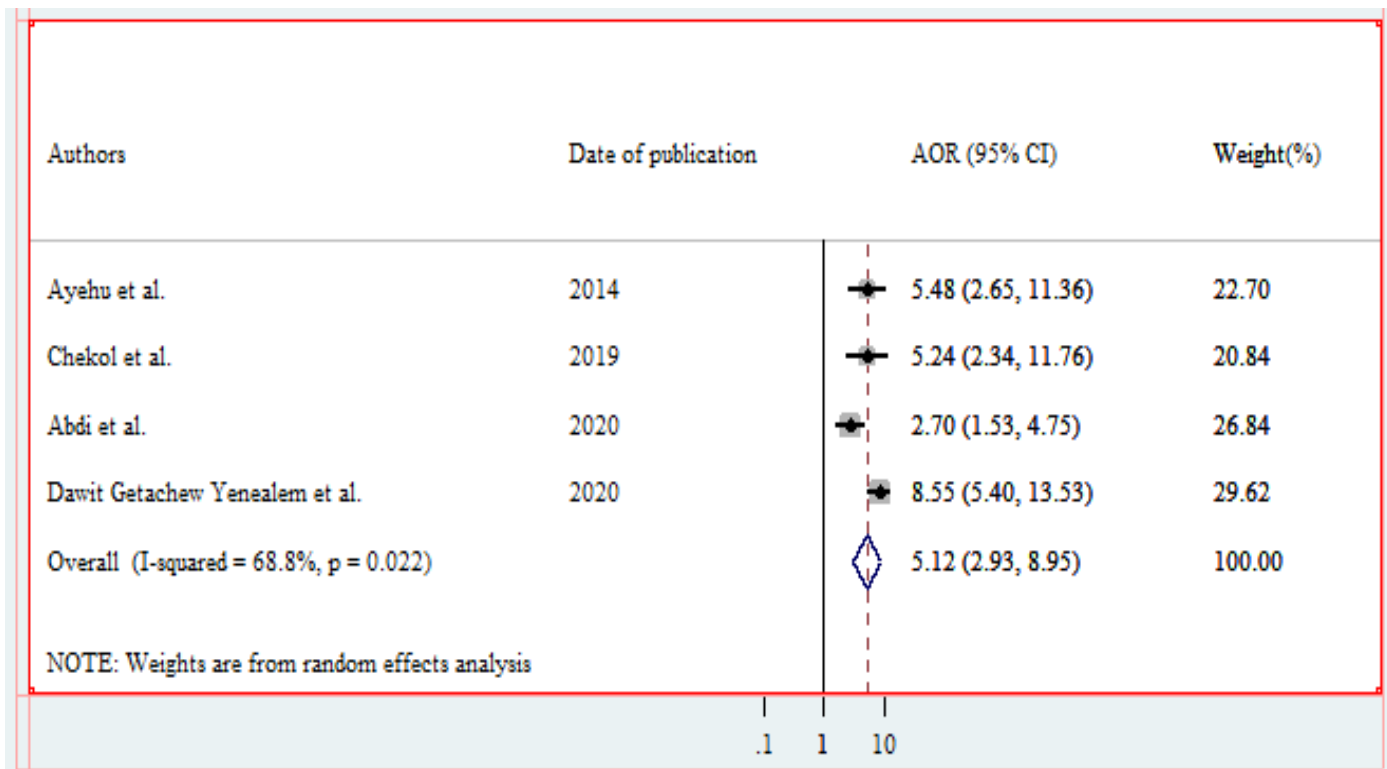 Authors Date of publication AOR (95% CI) Weight(%)
Ayehu et al. 2014 5.48 (2.65, 11.36) 22.70
Chekol et al. 2019 5.24 (2.34, 11.76) 20.84
Abdi et al. 2020 2.70 (1.53, 4.75) 26.84
Dawit Getachew Yenealem et al. 2020 8.55 (5.40, 13.53) 29.62
Overall (I-squared = 68.8%, p = 0.022) 5.12 (2.93, 8.95) 100.00
NOTE: Weights are from random effects analysis
.1 1 10